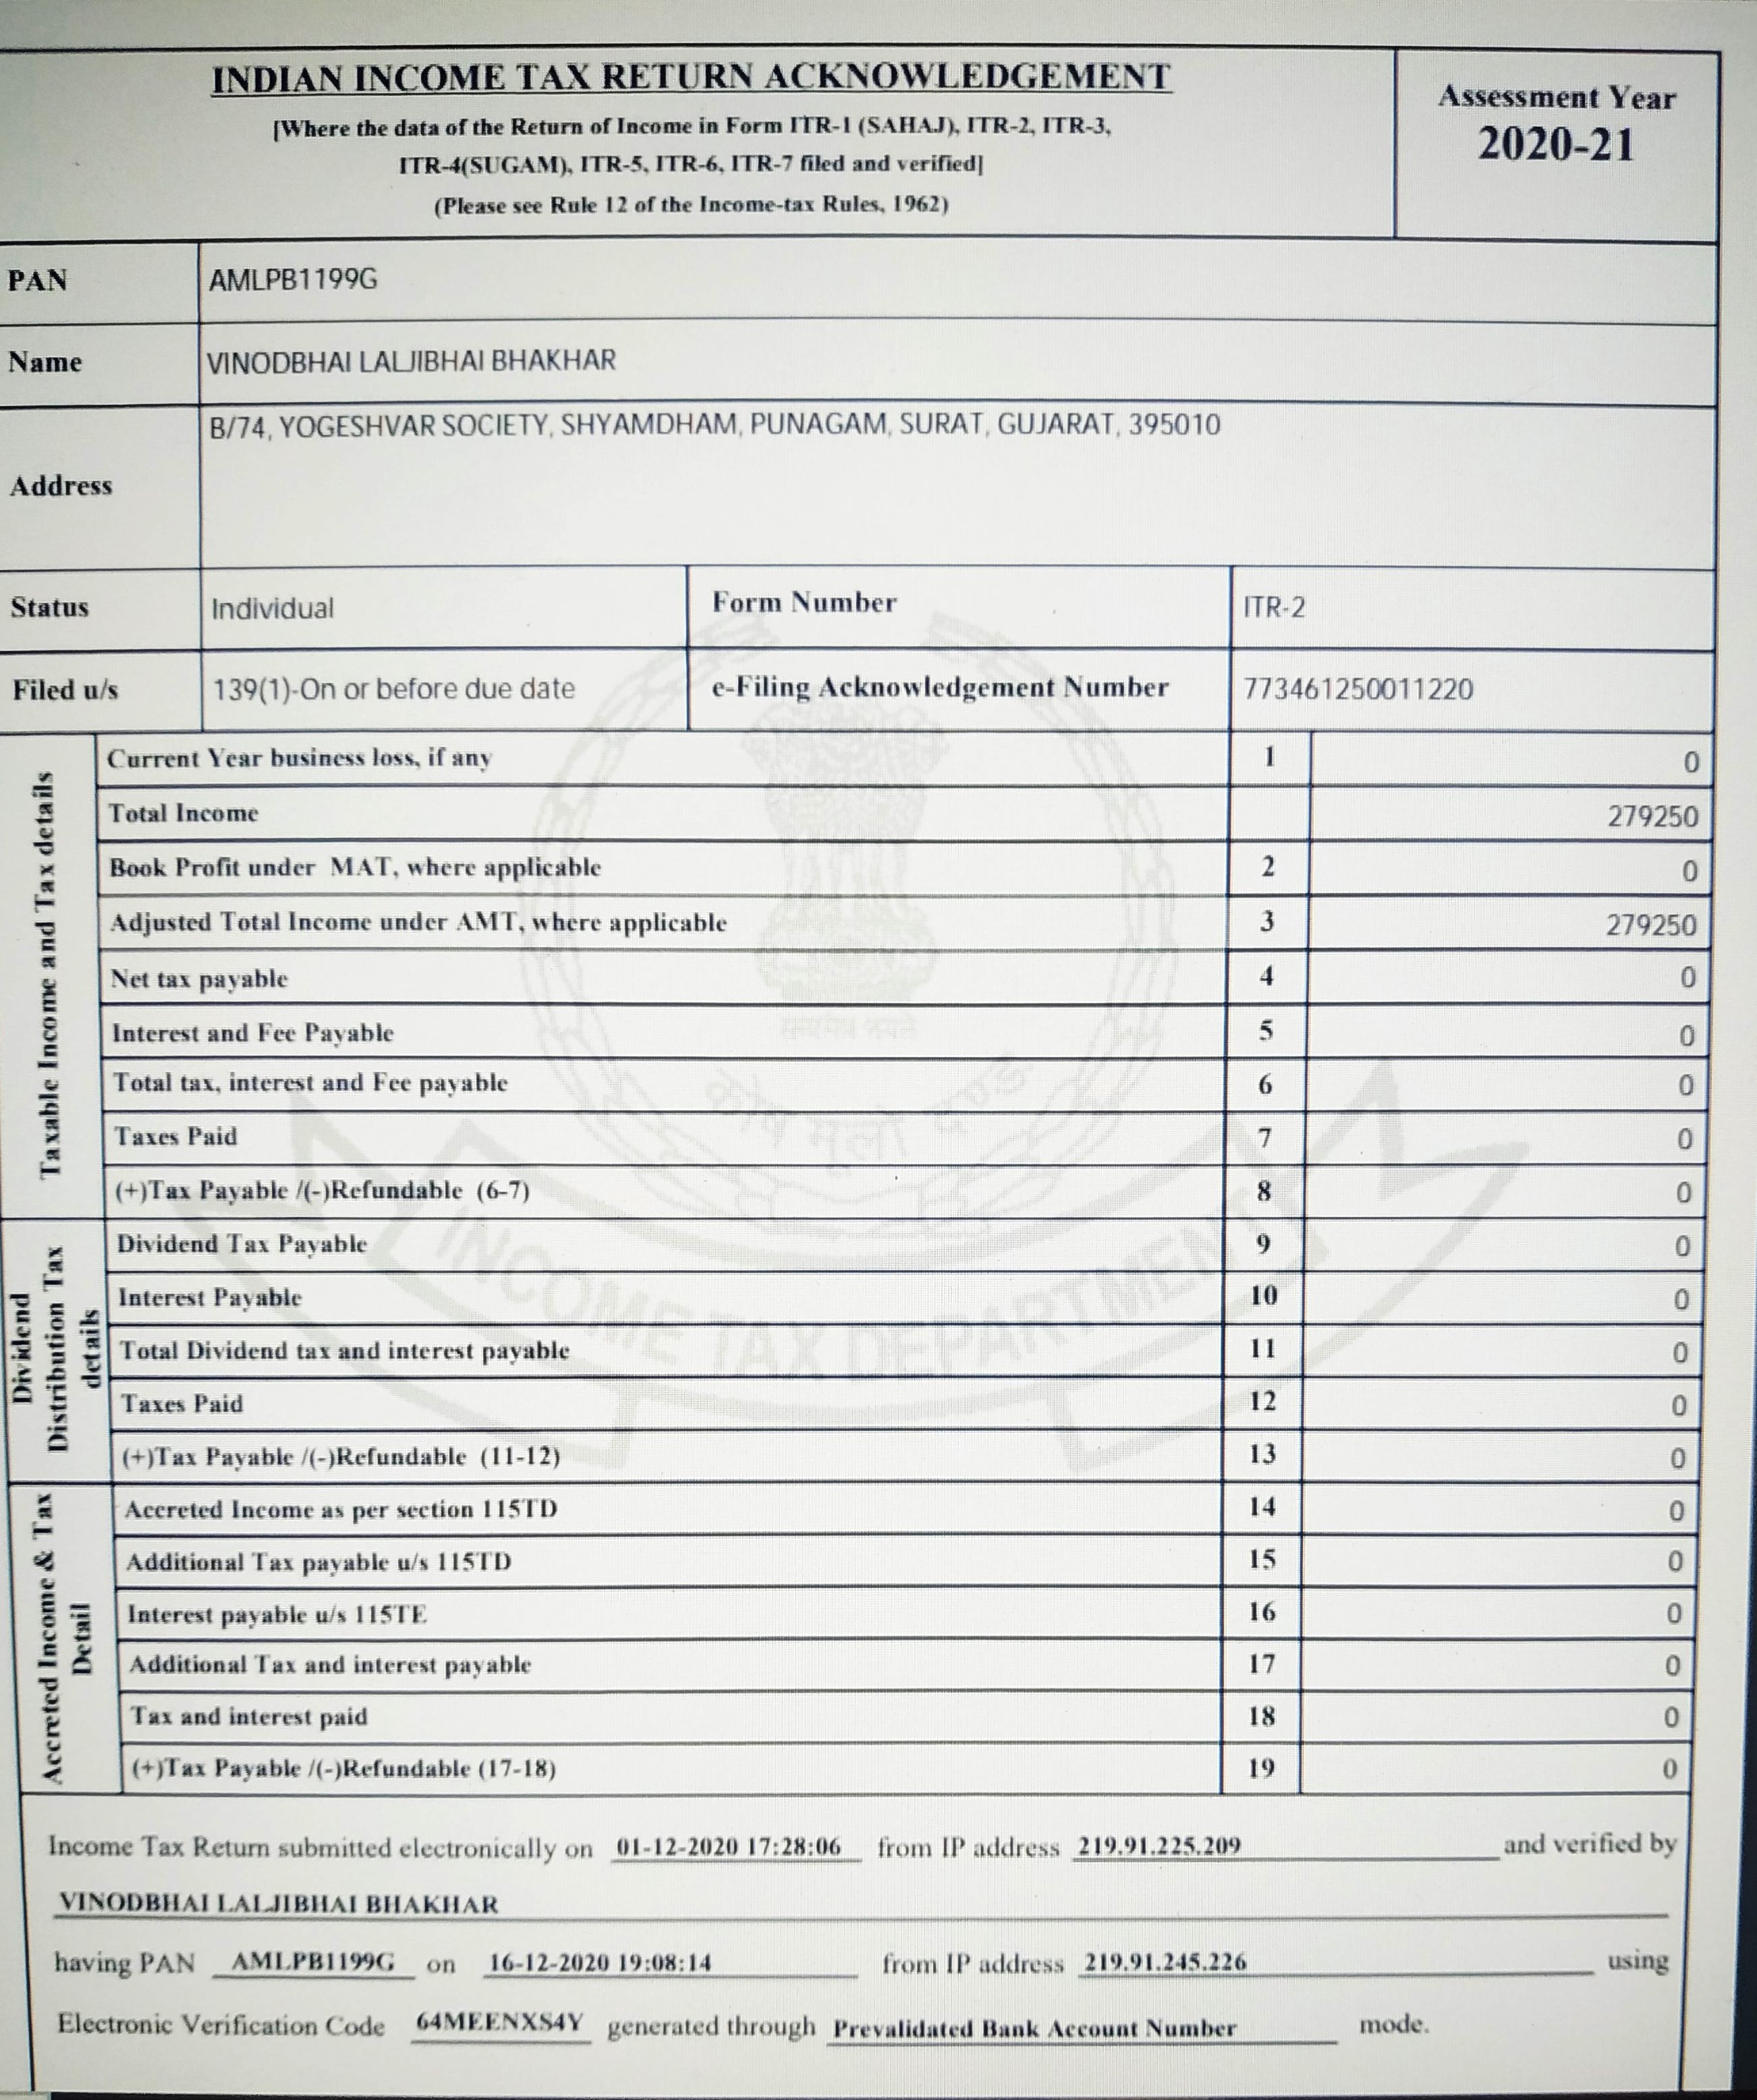 INDIAN INCOME TAX RETURN ACKNOWLEDGEMENT
[Where the data of the Return of Income in Form ITR-1 (SAHAJ), ITR-2, ITR-3,
ITR-4(SUGAM), ITR-5, ITR-6, ITR-7 filed and verified]
(Please see Rule 12 of the Income-tax Rules, 1962)
Assessment Year
2020-21
PAN AMLPB1199G
Name VINODBHAI LALJIBHAI BHAKHAR
Address B/74, YOGESHVAR SOCIETY, SHYAMDHAM, PUNAGAM, SURAT, GUJARAT, 395010
Status Individual Form Number ITR-2
Filed u/s 139(1)-On or before due date e-Filing Acknowledgement Number 773461250011220
Taxable Income and Tax details
Current Year business loss, if any 1 0
Total Income 279250
Book Profit under MAT, where applicable 2 0
Adjusted Total Income under AMT, where applicable 3 279250
Net tax payable 4 0
Interest and Fee Payable 5 0
Total tax, interest and Fee payable 6 0
Taxes Paid 7 0
(+)Tax Payable /(-)Refundable (6-7) 8 0
Dividend Distribution Tax details
Dividend Tax Payable 9 0
Interest Payable 10 0
Total Dividend tax and interest payable 11 0
Taxes Paid 12 0
(+)Tax Payable /(-)Refundable (11-12) 13 0
Accreted Income & Tax Detail
Accreted Income as per section 115TD 14 0
Additional Tax payable u/s 115TD 15 0
Interest payable u/s 115TE 16 0
Additional Tax and interest payable 17 0
Tax and interest paid 18 0
(+)Tax Payable /(-)Refundable (17-18) 19 0
Income Tax Return submitted electronically on 01-12-2020 17:28:06 from IP address 219.91.225.209 and verified by
VINODBHAI LALJIBHAI BHAKHAR
having PAN AMLPB1199G on 16-12-2020 19:08:14 from IP address 219.91.245.226 using
Electronic Verification Code 64MEENXS4Y generated through Prevalidated Bank Account Number mode.
सत्यमेव जयते
कोष मूलो दण्ड
INCOME TAX DEPARTMENT